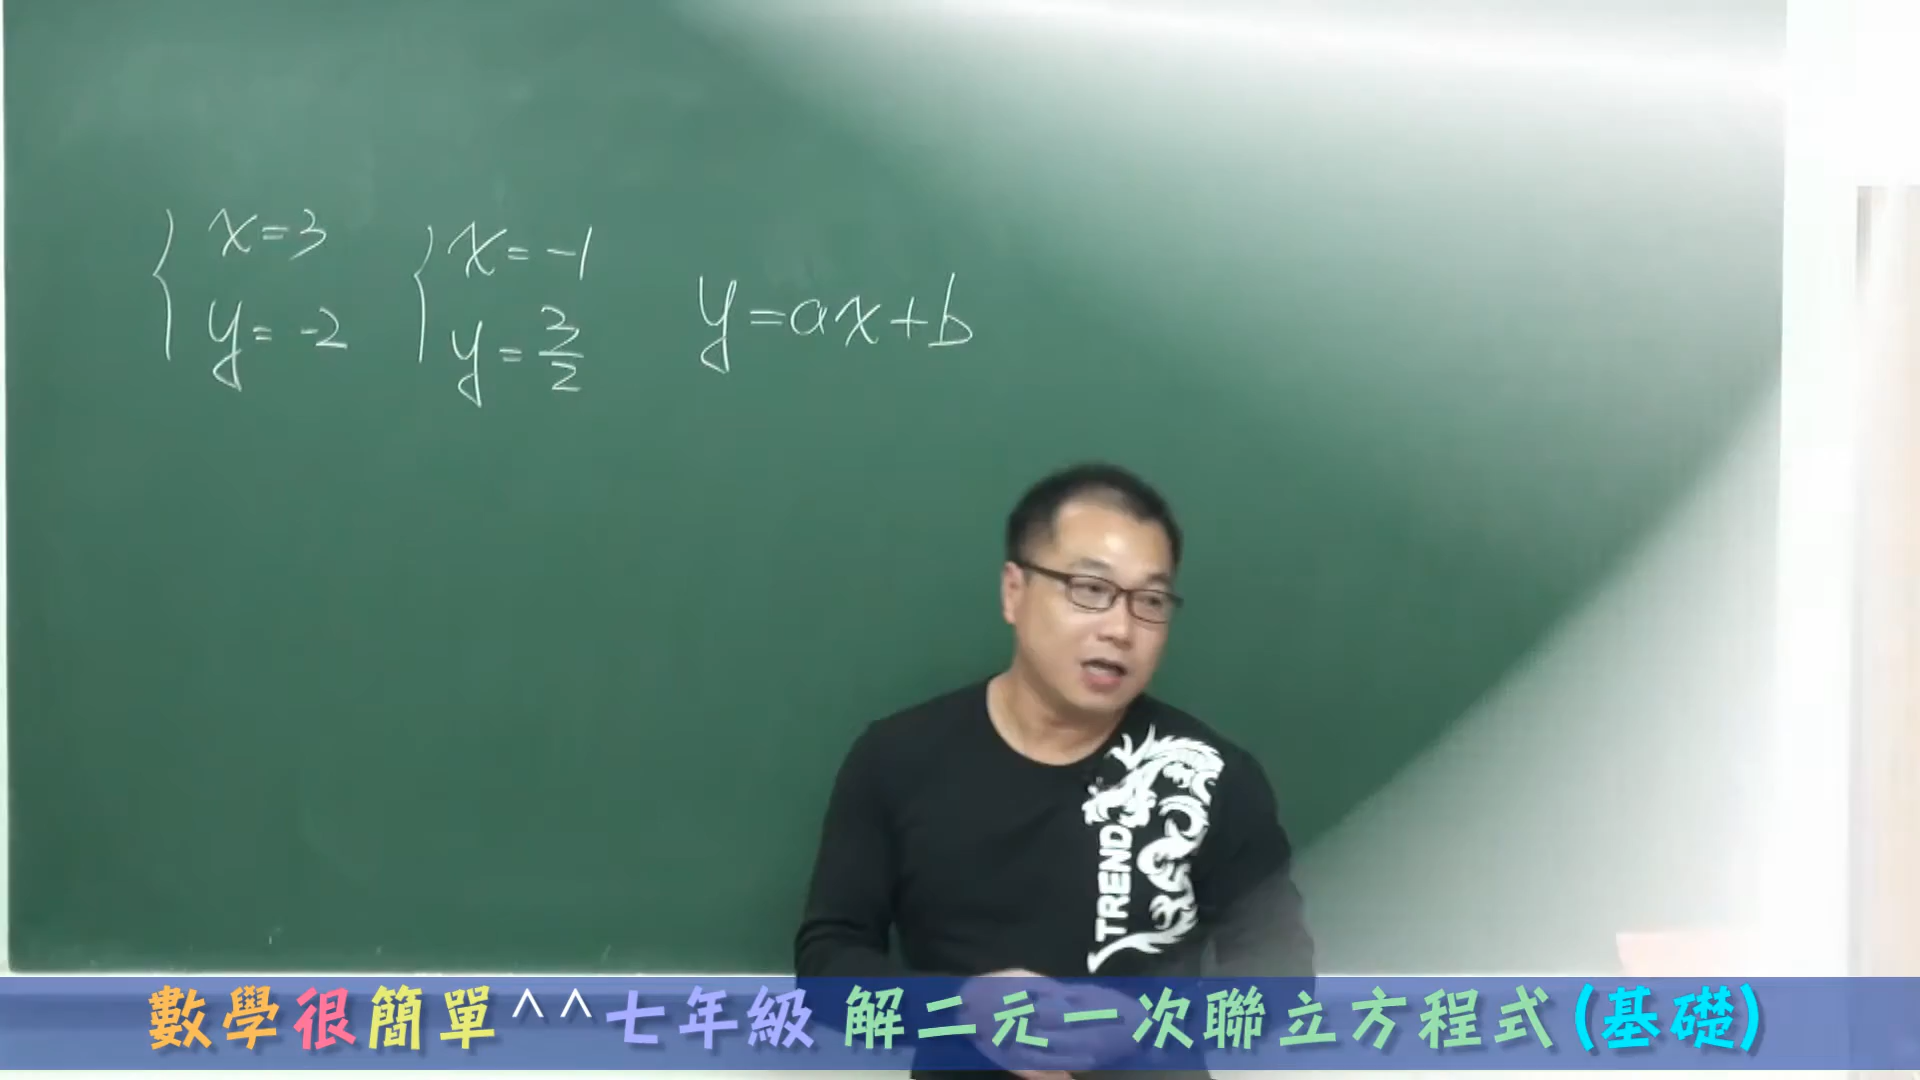 x=3
y=-2
x=-1
y=3/2
y=ax+b
TREND
數學很簡單^^七年級 解二元一次聯立方程式(基礎)